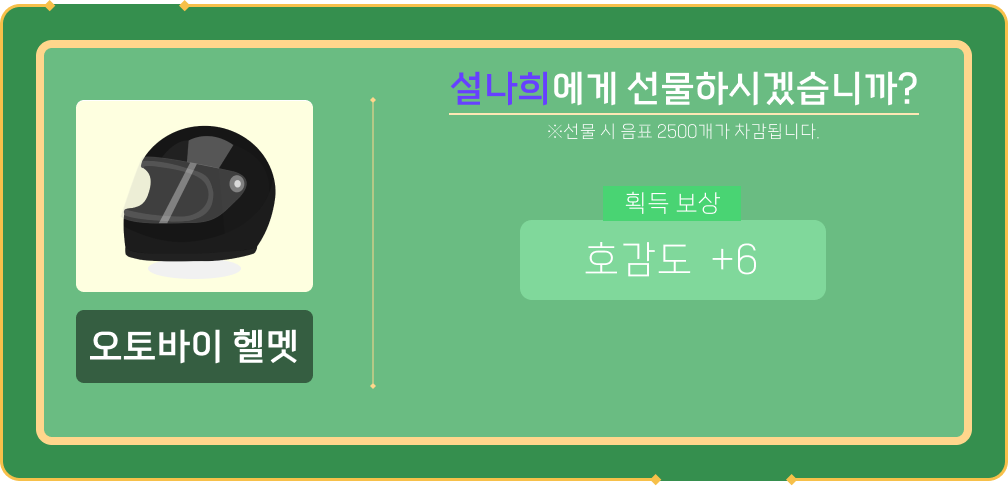 설나희에게 선물하시겠습니까?
※선물 시 음표 2500개가 차감됩니다.
획득 보상
호감도 +6
오토바이 헬멧